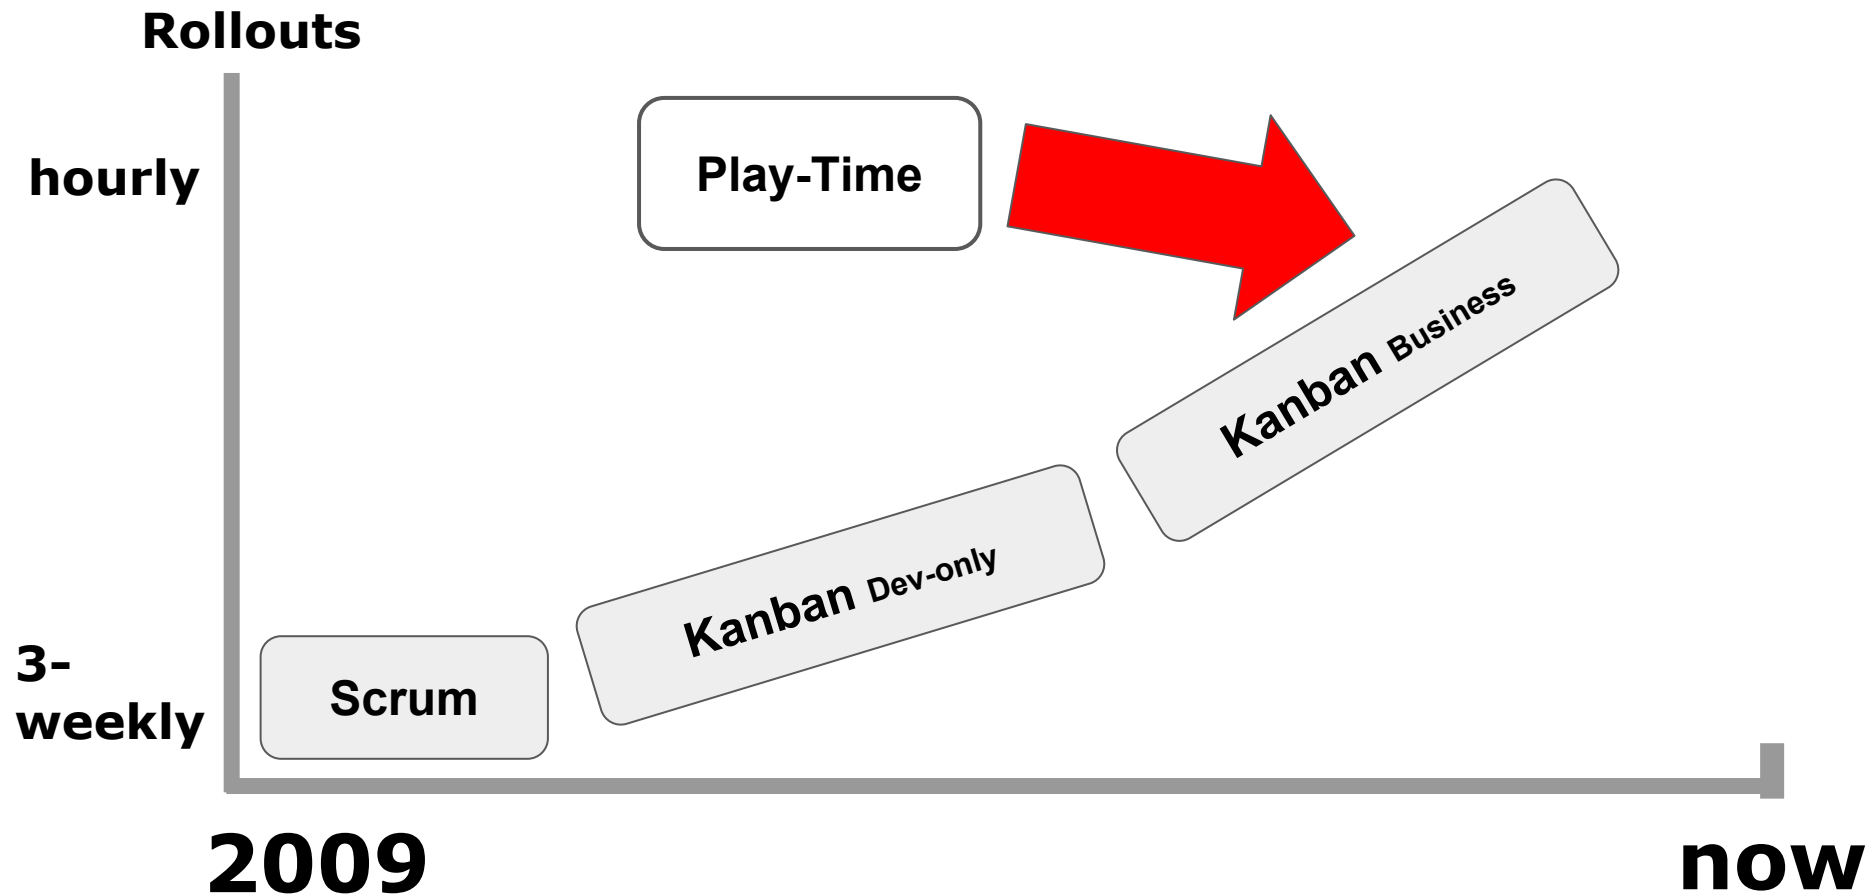 Rollouts
hourly
Play-Time
Kanban Business
Kanban Dev-only
3-
weekly
Scrum
2009
now